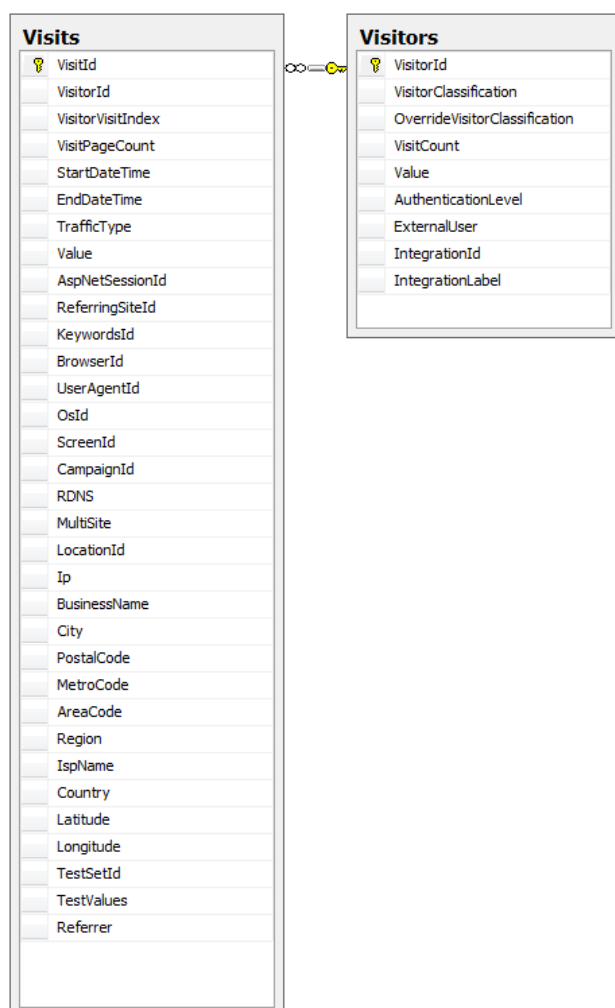 Visits
VisitId
VisitorId
VisitorVisitIndex
VisitPageCount
StartDateTime
EndDateTime
TrafficType
Value
AspNetSessionId
ReferringSiteId
KeywordsId
BrowserId
UserAgentId
OsId
ScreenId
CampaignId
RDNS
MultiSite
LocationId
Ip
BusinessName
City
PostalCode
MetroCode
AreaCode
Region
IspName
Country
Latitude
Longitude
TestSetId
TestValues
Referrer
Visitors
VisitorId
VisitorClassification
OverrideVisitorClassification
VisitCount
Value
AuthenticationLevel
ExternalUser
IntegrationId
IntegrationLabel